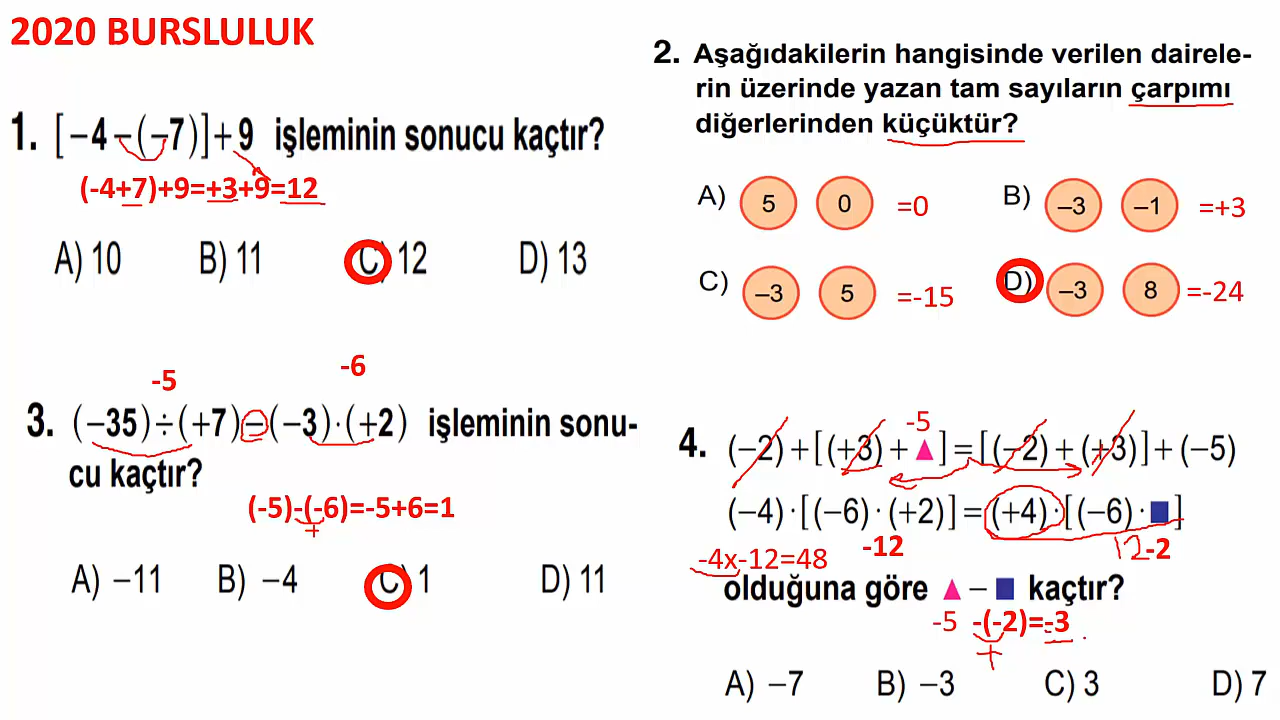 2020 BURSLULUK
1. [−4−(−7)]+9 işleminin sonucu kaçtır?
(-4+7)+9=+3+9=12
A) 10 B) 11 C) 12 D) 13
2. Aşağıdakilerin hangisinde verilen dairele-
rin üzerinde yazan tam sayıların çarpımı
diğerlerinden küçüktür?
A) 5 0 =0 B) –3 –1 =+3
C) –3 5 =-15 D) –3 8 =-24
-5 -6
3. (−35)÷(+7)−(−3)·(+2) işleminin sonu-
cu kaçtır?
(-5)-(-6)=-5+6=1
+
A) −11 B) −4 C) 1 D) 11
-5
4. (−2)+[(+3)+▲]=[(−2)+(+3)]+(−5)
(−4)·[(−6)·(+2)]=(+4)·[(−6)·■]
-4x-12=48 -12 12 -2
olduğuna göre ▲−■ kaçtır?
-5 -(-2)=-3
+
A) −7 B) −3 C) 3 D) 7